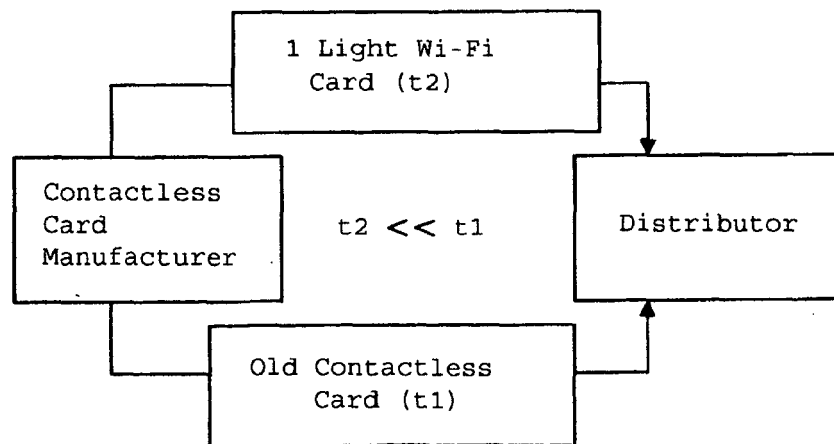 1 Light Wi-Fi
Card (t2)
Contactless
Card
Manufacturer
t2 << t1
Distributor
Old Contactless
Card (t1)